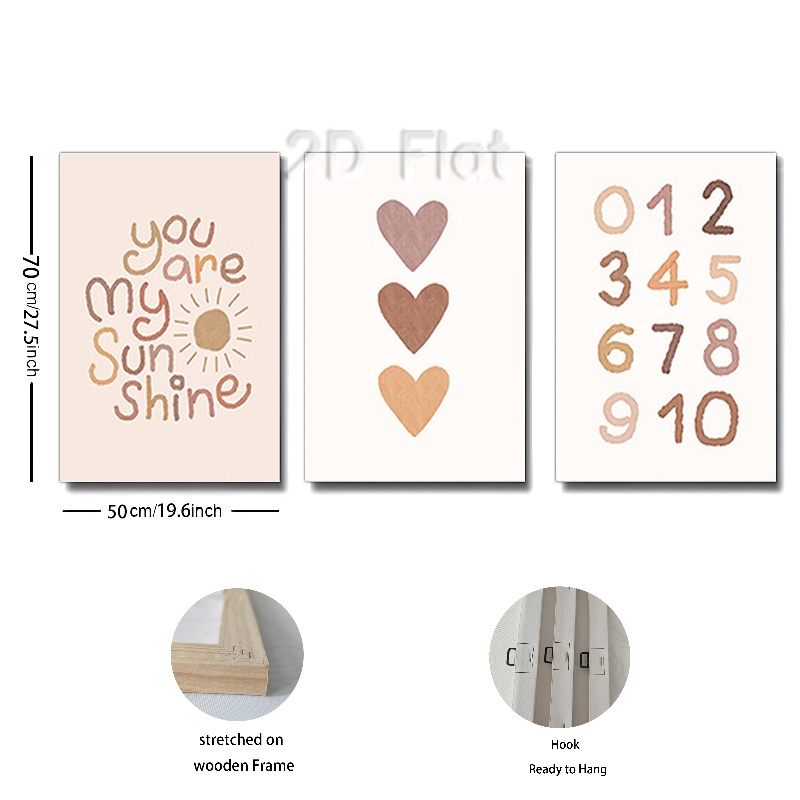 2D Flat
you
are
My
Sun
shine
0 1 2
3 4 5
6 7 8
9 10
70 cm/27.5inch
50cm/19.6inch
stretched on
wooden Frame
Hook
Ready to Hang